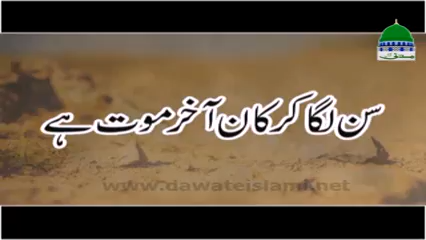 سن لگا کر کان آخر موت ہے
www.dawateislami.net